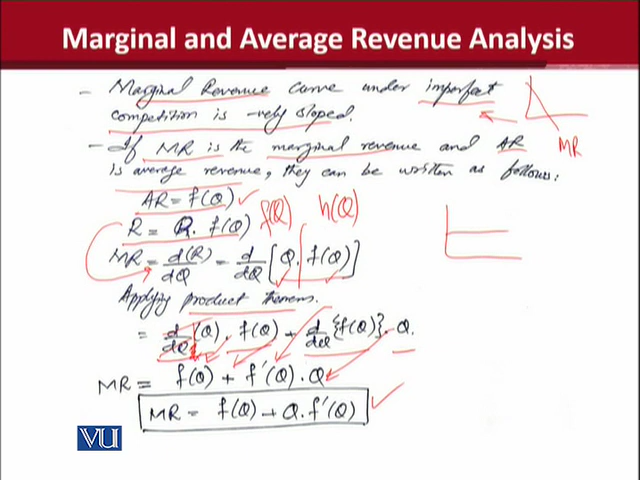 Marginal and Average Revenue Analysis
- Marginal Revenue curve under imperfect
competition is -vely sloped.
MR
- If MR is the marginal revenue and AR
is average revenue, they can be written as follows:
AR = f(Q)
R = Q. f(Q) f(Q) h(Q)
MR = d(R)/dQ = d/dQ [Q. f(Q)]
Applying product theorem.
= d/dQ (Q). f(Q) + d/dQ {f(Q)}. Q.
MR = f(Q) + f'(Q). Q
MR = f(Q) + Q. f'(Q)
VU